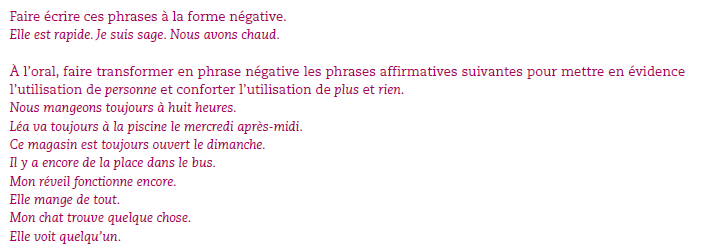 Faire écrire ces phrases à la forme négative.
Elle est rapide. Je suis sage. Nous avons chaud.
À l’oral, faire transformer en phrase négative les phrases affirmatives suivantes pour mettre en évidence
l’utilisation de personne et conforter l’utilisation de plus et rien.
Nous mangeons toujours à huit heures.
Léa va toujours à la piscine le mercredi après-midi.
Ce magasin est toujours ouvert le dimanche.
Il y a encore de la place dans le bus.
Mon réveil fonctionne encore.
Elle mange de tout.
Mon chat trouve quelque chose.
Elle voit quelqu’un.